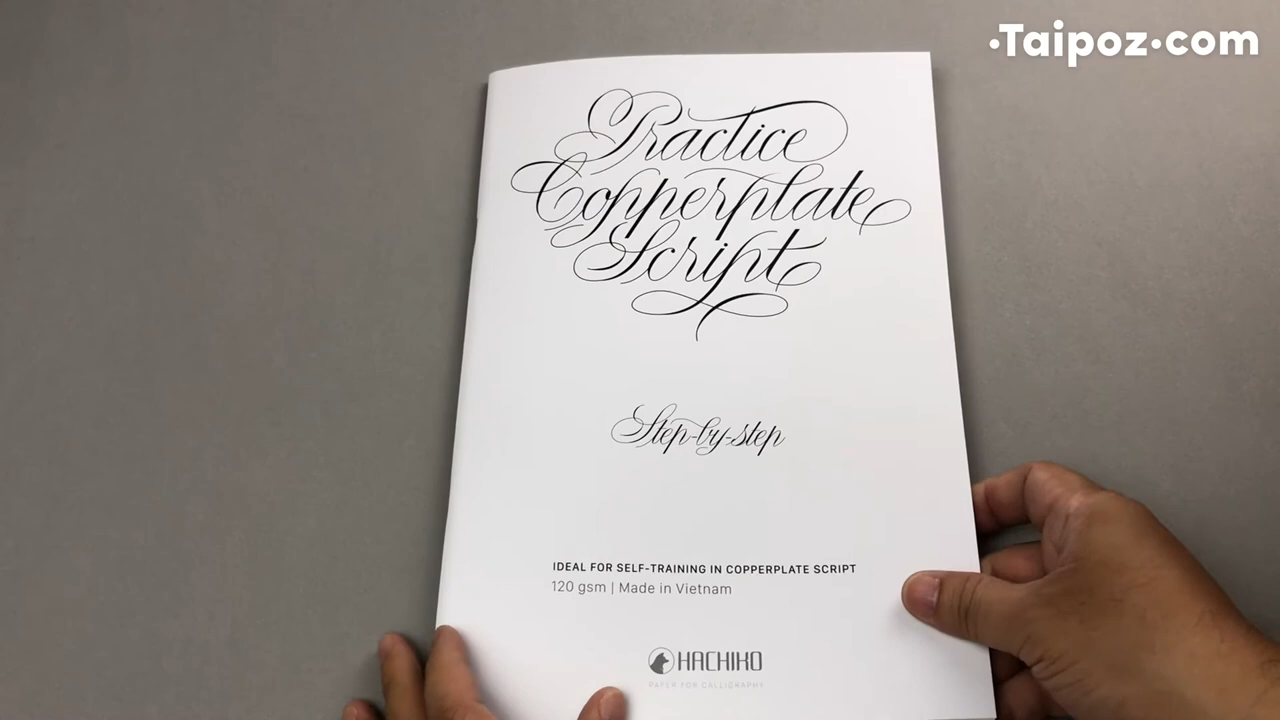 •Taipoz•com
Practice
Copperplate
Script
Step-by-step
IDEAL FOR SELF-TRAINING IN COPPERPLATE SCRIPT
120 gsm | Made in Vietnam
HACHIKO
PAPER FOR CALLIGRAPHY